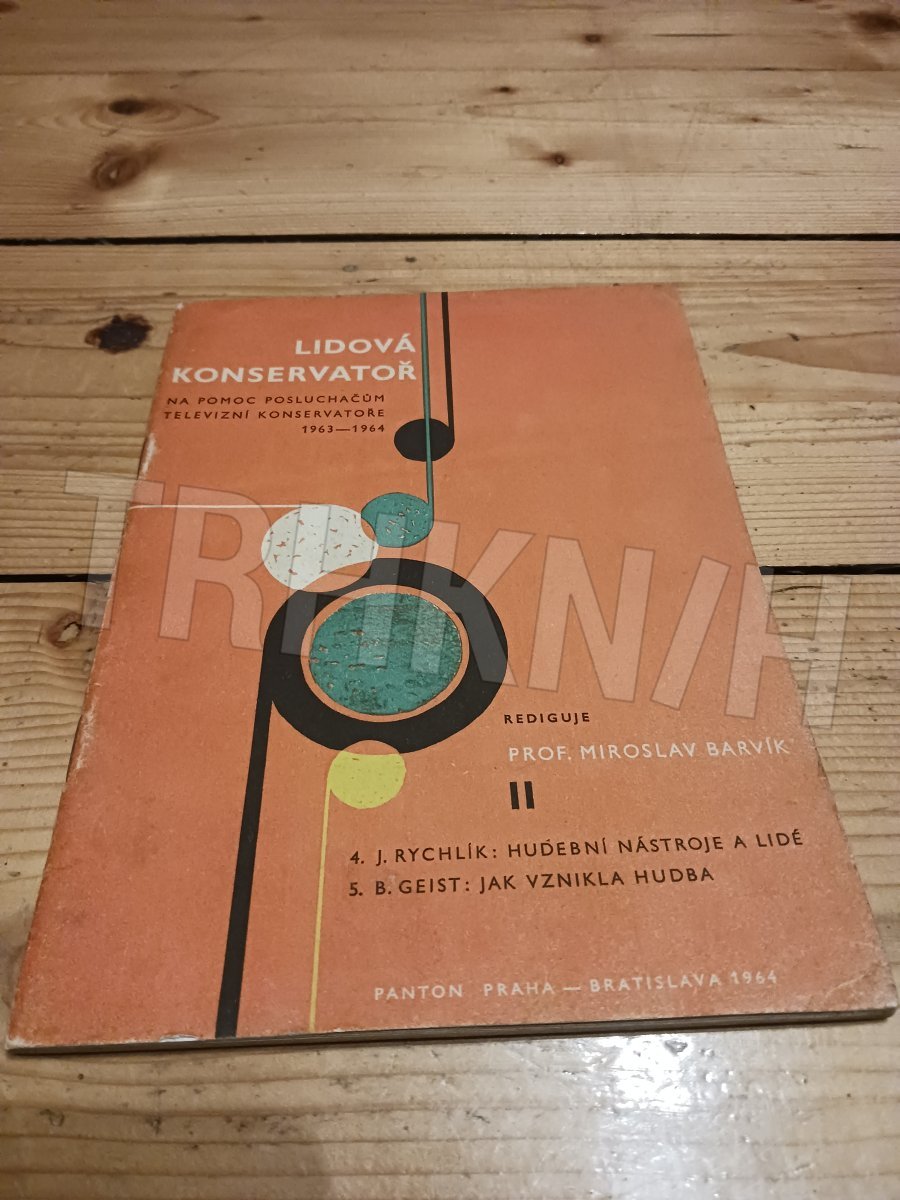 LIDOVÁ
KONSERVATOŘ
NA POMOC POSLUCHAČŮM
TELEVIZNÍ KONSERVATOŘE
1963—1964
TRHKNIH
REDIGUJE
PROF. MIROSLAV BARVÍK
II
4. J. RYCHLÍK: HUDEBNÍ NÁSTROJE A LIDÉ
5. B. GEIST: JAK VZNIKLA HUDBA
PANTON PRAHA — BRATISLAVA 1964